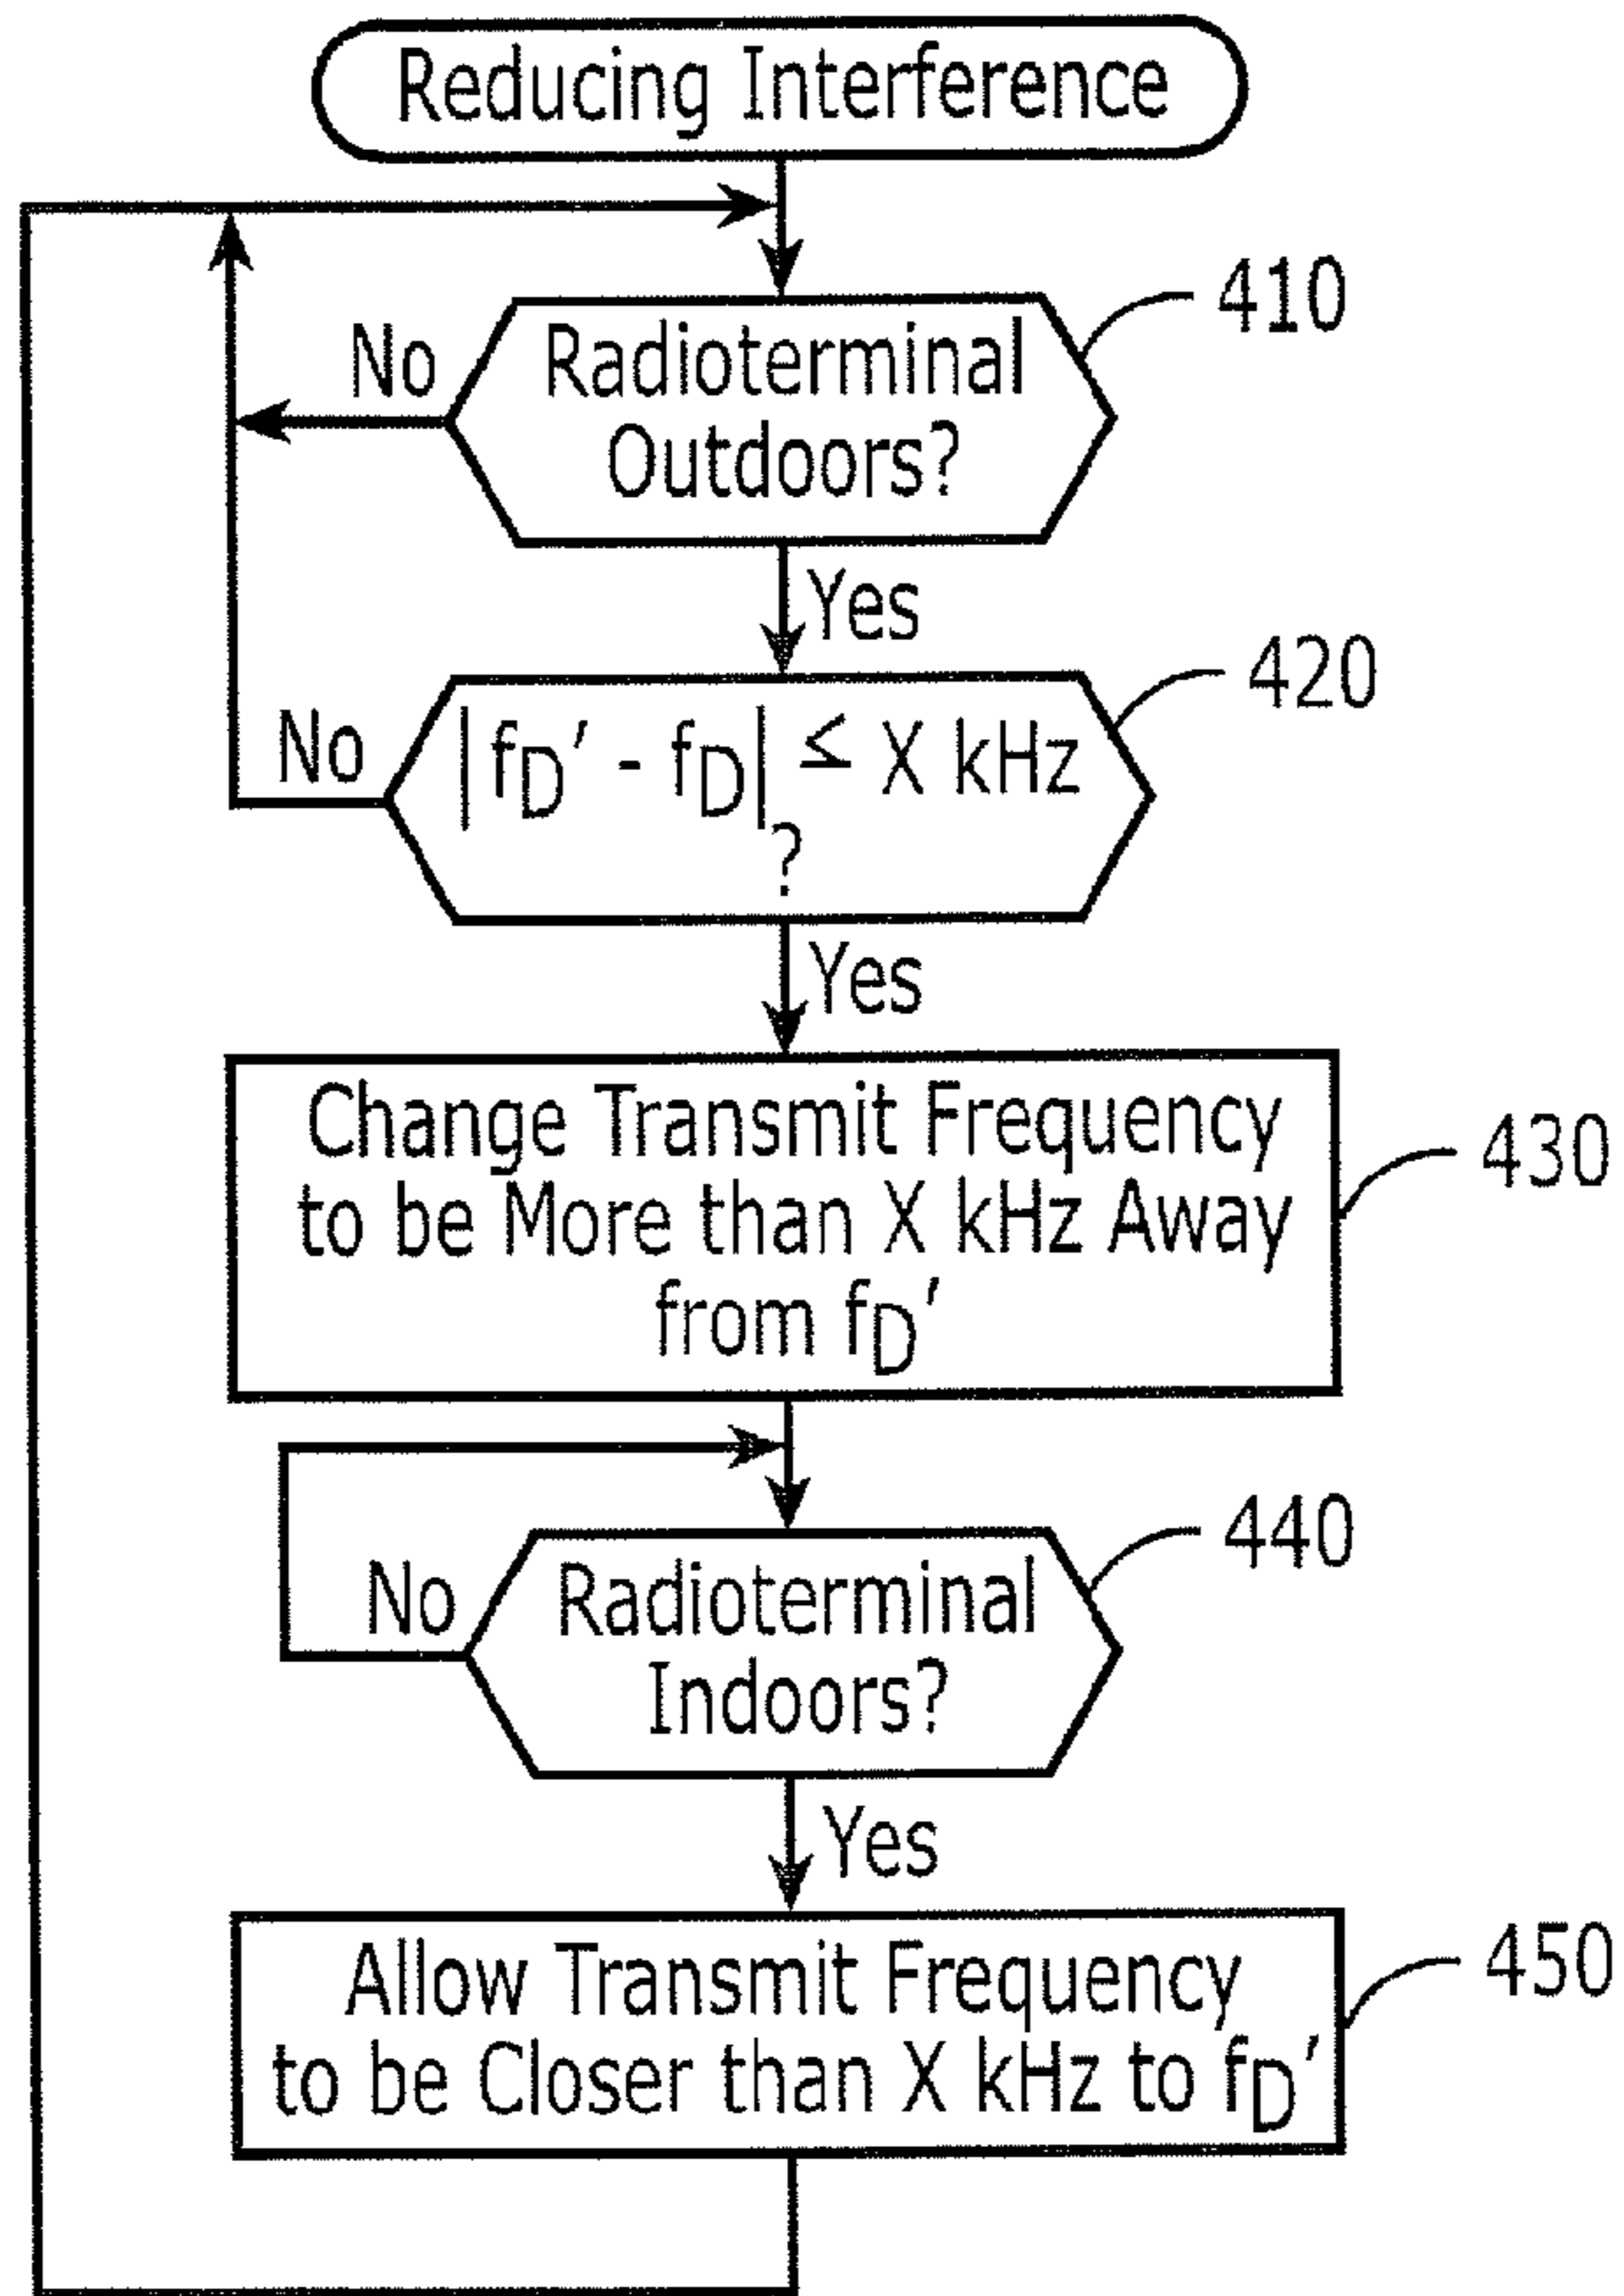 Reducing Interference
410
No
Radioterminal
Outdoors?
Yes
420
No
|fD' - fD| ≤ X kHz
?
Yes
Change Transmit Frequency
to be More than X kHz Away
from fD'
430
440
No
Radioterminal
Indoors?
Yes
Allow Transmit Frequency
to be Closer than X kHz to fD'
450